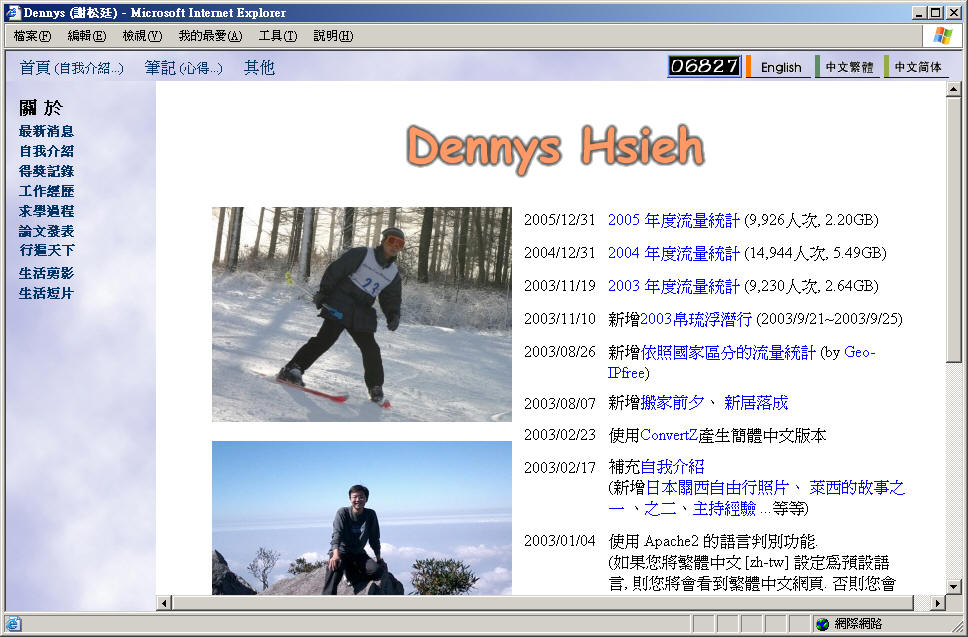 Dennys (謝松廷) - Microsoft Internet Explorer
檔案(F) 編輯(E) 檢視(V) 我的最愛(A) 工具(T) 說明(H)
首頁 (自我介紹..) 筆記 (心得..) 其他
06827 English 中文繁體 中文简体
關於
最新消息
自我介紹
得獎記錄
工作經歷
求學過程
論文發表
行遍天下
生活剪影
生活短片
Dennys Hsieh
23
2005/12/31 2005 年度流量統計 (9,926人次, 2.20GB)
2004/12/31 2004 年度流量統計 (14,944人次, 5.49GB)
2003/11/19 2003 年度流量統計 (9,230人次, 2.64GB)
2003/11/10 新增2003帛琉浮潛行 (2003/9/21~2003/9/25)
2003/08/26 新增依照國家區分的流量統計 (by Geo-
IPfree)
2003/08/07 新增搬家前夕、 新居落成
2003/02/23 使用ConvertZ產生簡體中文版本
2003/02/17 補充自我介紹
(新增日本關西自由行照片、 萊西的故事之
一 、之二、主持經驗 ...等等)
2003/01/04 使用 Apache2 的語言判別功能.
(如果您將繁體中文 [zh-tw] 設定為預設語
言, 則您將會看到繁體中文網頁. 否則您會
網際網路